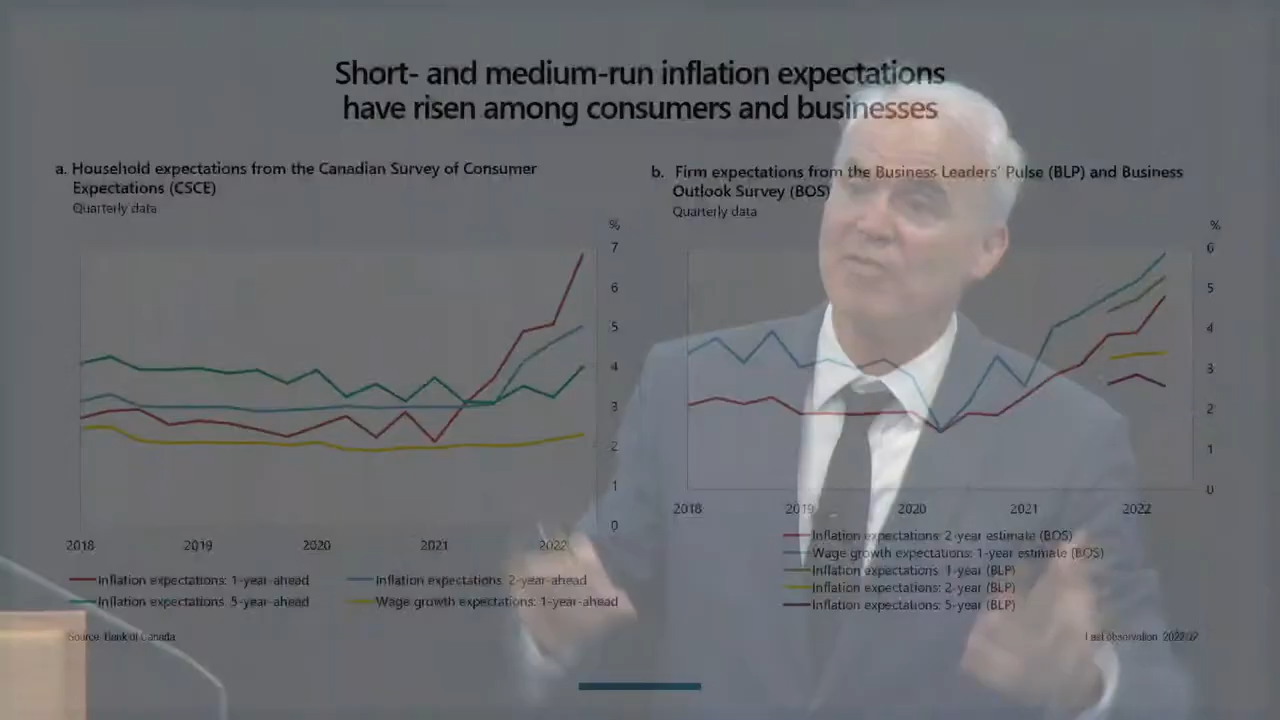 Short- and medium-run inflation expectations
have risen among consumers and businesses
a. Household expectations from the Canadian Survey of Consumer
Expectations (CSCE)
Quarterly data
%
7
6
5
4
3
2
1
0
2018 2019 2020 2021 2022
Inflation expectations: 1-year-ahead
Inflation expectations: 2-year-ahead
Inflation expectations: 5-year-ahead
Wage growth expectations: 1-year-ahead
Source: Bank of Canada
b. Firm expectations from the Business Leaders' Pulse (BLP) and Business
Outlook Survey (BOS)
Quarterly data
%
6
5
4
3
2
1
0
2018 2019 2020 2021 2022
Inflation expectations: 2-year estimate (BOS)
Wage growth expectations: 1-year estimate (BOS)
Inflation expectations: 1-year (BLP)
Inflation expectations: 2-year (BLP)
Inflation expectations: 5-year (BLP)
Last observation: